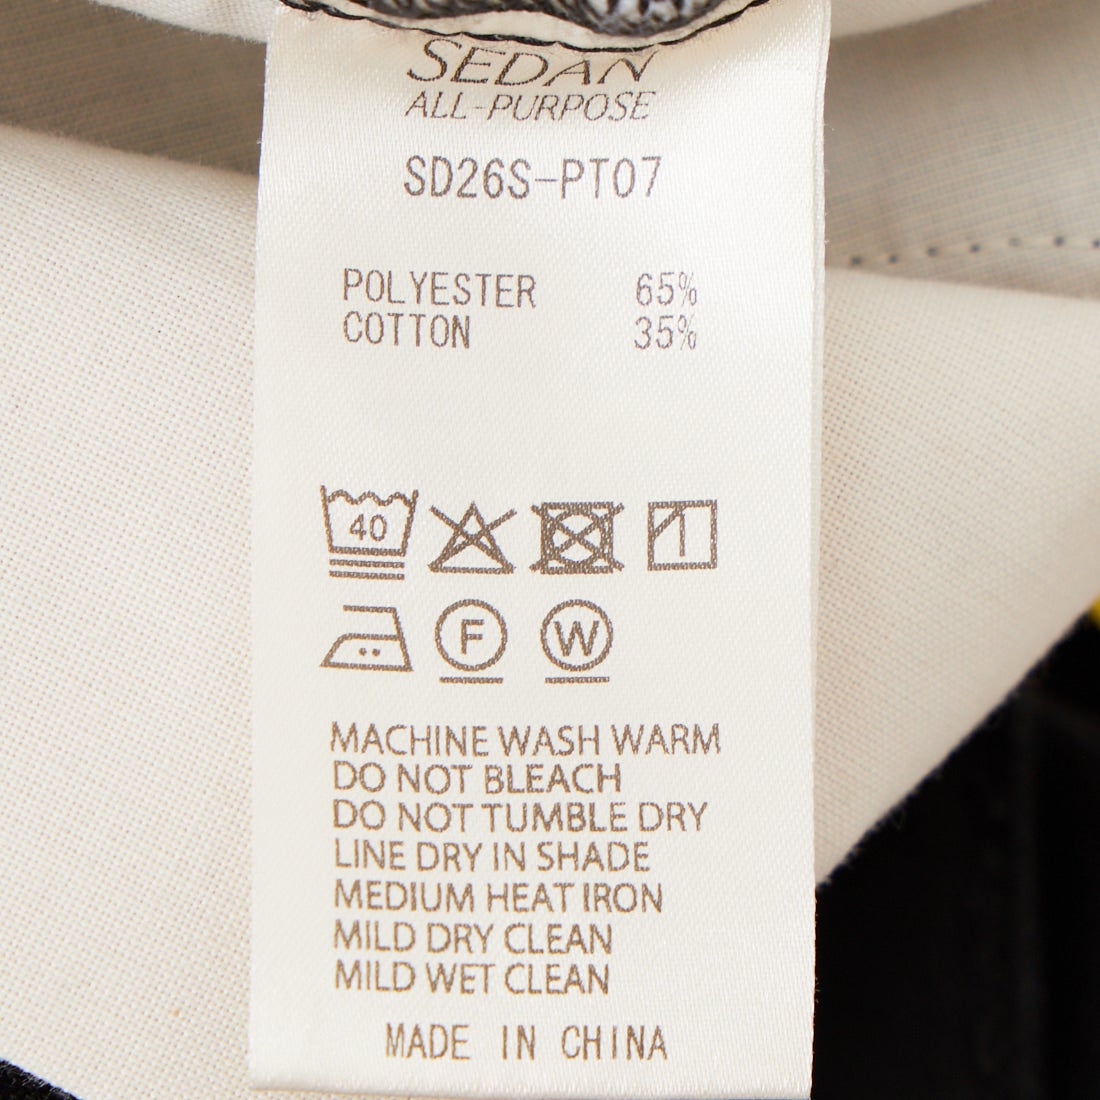 SEDAN
ALL-PURPOSE
SD26S-PT07
POLYESTER 65%
COTTON 35%
40
F W
MACHINE WASH WARM
DO NOT BLEACH
DO NOT TUMBLE DRY
LINE DRY IN SHADE
MEDIUM HEAT IRON
MILD DRY CLEAN
MILD WET CLEAN
MADE IN CHINA